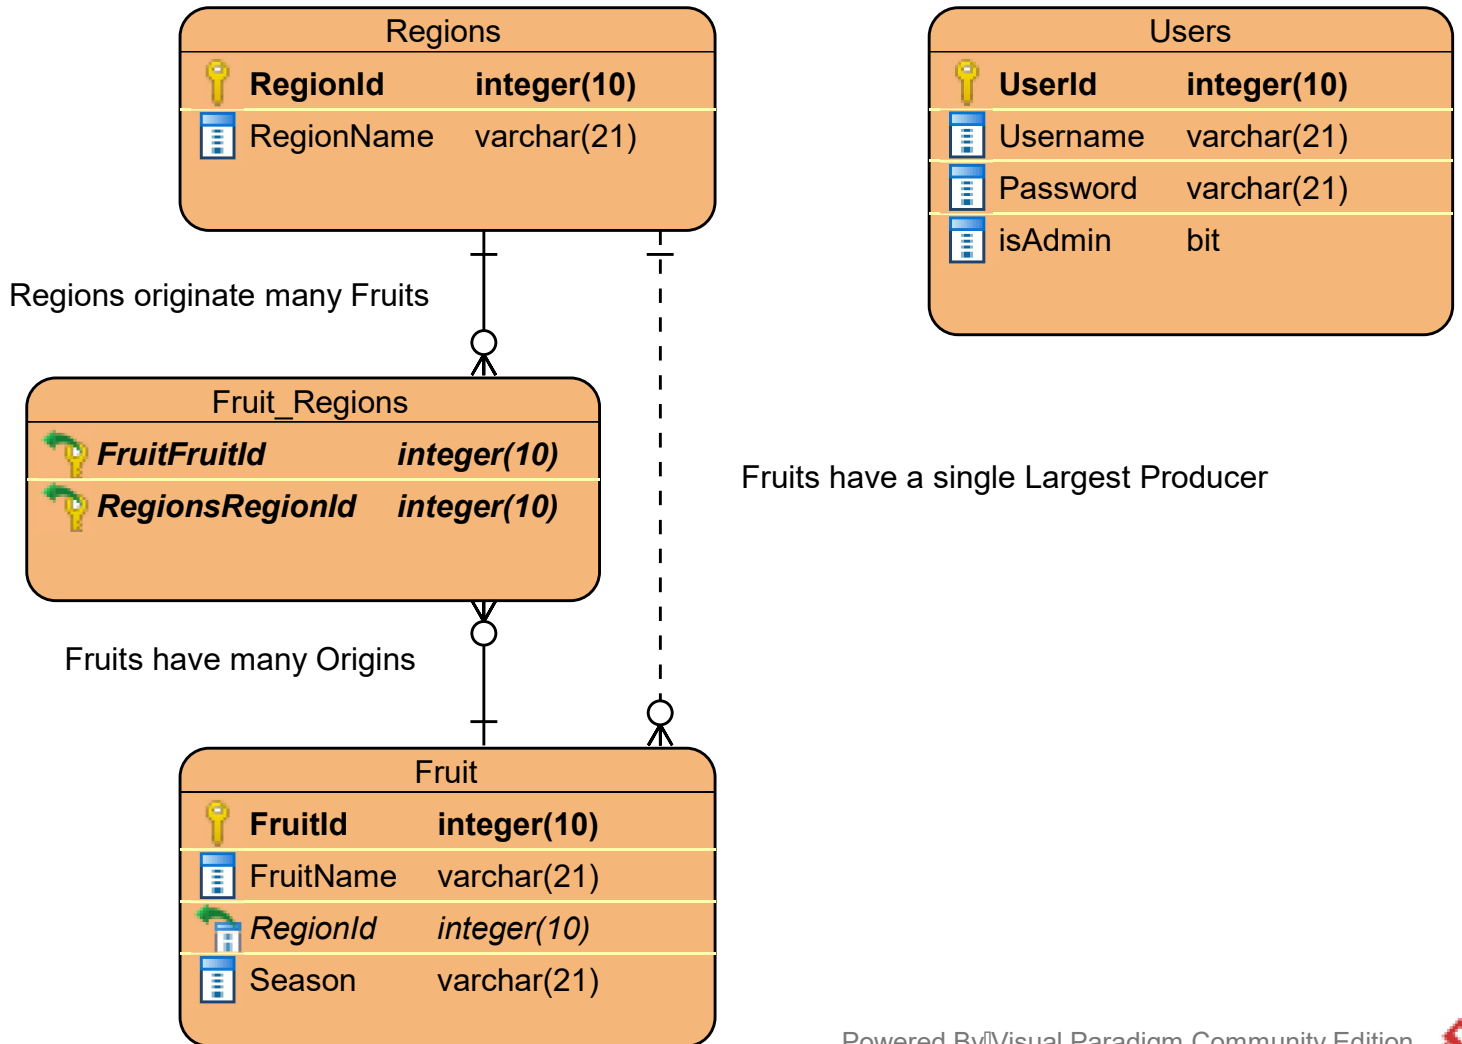 Regions
RegionId integer(10)
RegionName varchar(21)
Users
UserId integer(10)
Username varchar(21)
Password varchar(21)
isAdmin bit
Regions originate many Fruits
Fruit_Regions
FruitFruitId integer(10)
RegionsRegionId integer(10)
Fruits have a single Largest Producer
Fruits have many Origins
Fruit
FruitId integer(10)
FruitName varchar(21)
RegionId integer(10)
Season varchar(21)
Powered By Visual Paradigm Community Edition